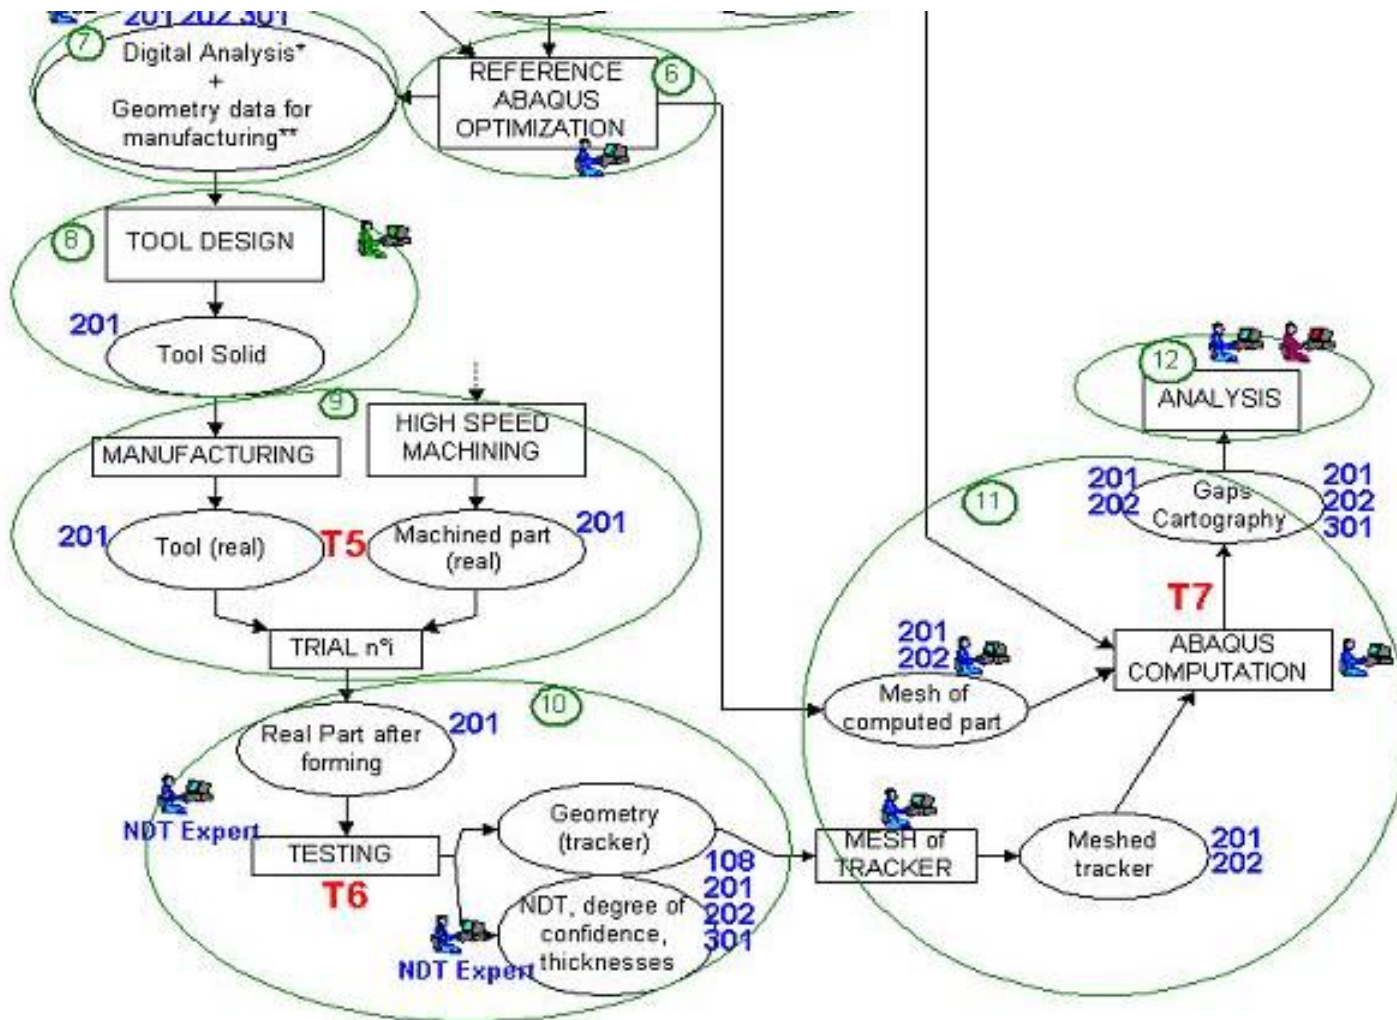 201 202 301
7
Digital Analysis*
+
Geometry data for
manufacturing**
REFERENCE
ABAQUS
OPTIMIZATION
6
8
TOOL DESIGN
201
Tool Solid
9
MANUFACTURING
HIGH SPEED
MACHINING
201
Tool (real)
T5
Machined part
(real)
201
TRIAL n°i
10
Real Part after
forming
201
NDT Expert
TESTING
T6
Geometry
(tracker)
108
201
202
301
NDT, degree of
confidence,
thicknesses
NDT Expert
12
ANALYSIS
11
201
202
Gaps
Cartography
201
202
301
T7
201
202
Mesh of
computed part
ABAQUS
COMPUTATION
MESH of
TRACKER
Meshed
tracker
201
202